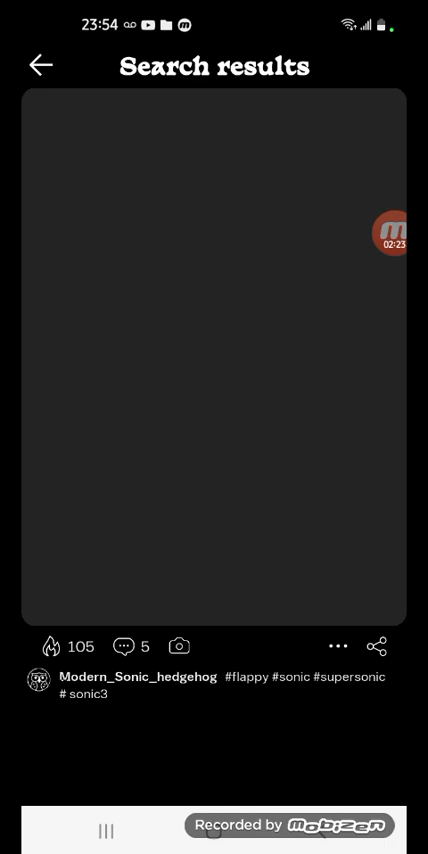 23:54
Search results
02:23
105 5
Modern_Sonic_hedgehog #flappy #sonic #supersonic
# sonic3
Recorded by mobizen